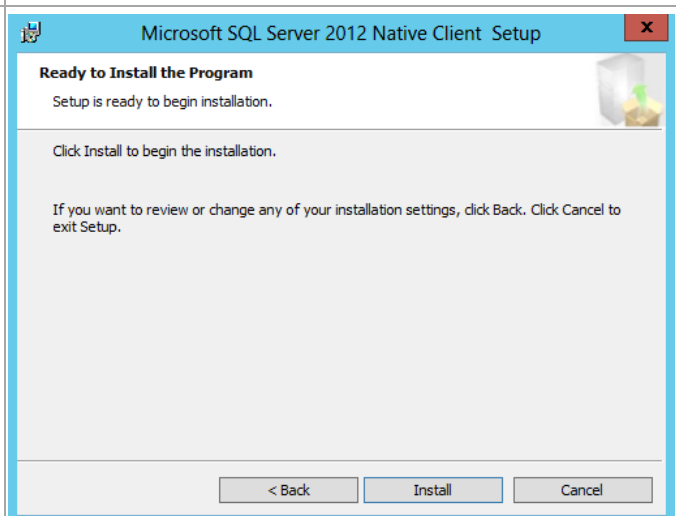 Microsoft SQL Server 2012 Native Client Setup
x
Ready to Install the Program
Setup is ready to begin installation.
Click Install to begin the installation.
If you want to review or change any of your installation settings, click Back. Click Cancel to
exit Setup.
< Back Install Cancel